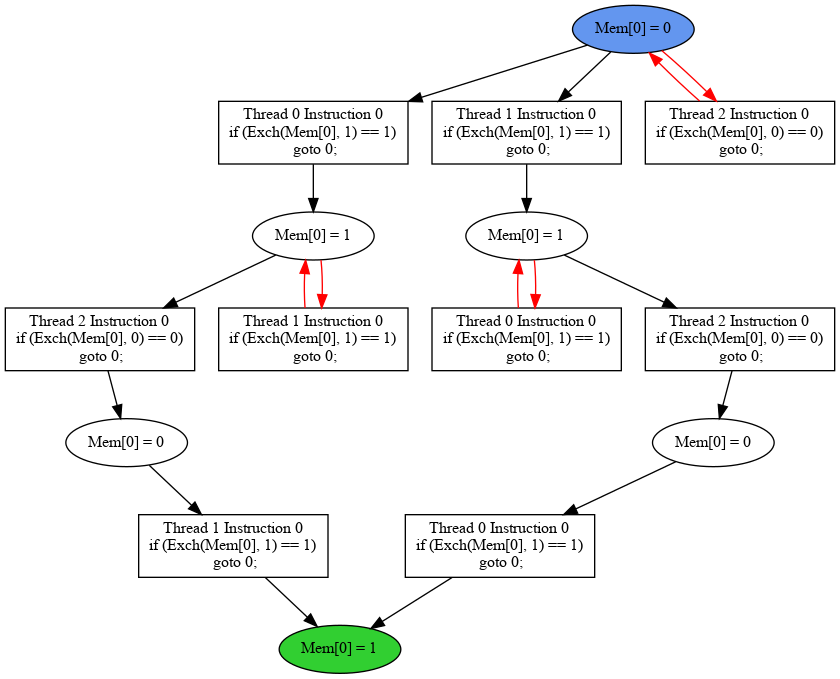 Mem[0] = 0
Thread 0 Instruction 0
if (Exch(Mem[0], 1) == 1)
goto 0;
Thread 1 Instruction 0
if (Exch(Mem[0], 1) == 1)
goto 0;
Thread 2 Instruction 0
if (Exch(Mem[0], 0) == 0)
goto 0;
Mem[0] = 1
Mem[0] = 1
Thread 2 Instruction 0
if (Exch(Mem[0], 0) == 0)
goto 0;
Thread 1 Instruction 0
if (Exch(Mem[0], 1) == 1)
goto 0;
Thread 0 Instruction 0
if (Exch(Mem[0], 1) == 1)
goto 0;
Thread 2 Instruction 0
if (Exch(Mem[0], 0) == 0)
goto 0;
Mem[0] = 0
Mem[0] = 0
Thread 1 Instruction 0
if (Exch(Mem[0], 1) == 1)
goto 0;
Thread 0 Instruction 0
if (Exch(Mem[0], 1) == 1)
goto 0;
Mem[0] = 1